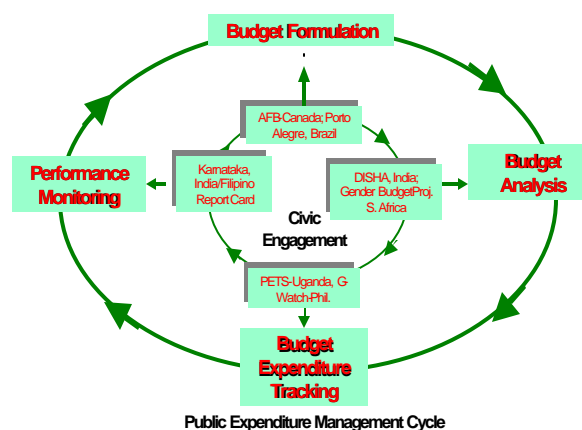 Budget Formulation
AFB-Canada; Porto
Alegre, Brazil
Performance
Monitoring
Karnataka,
India/Filipino
Report Card
DISHA, India;
Gender BudgetProj.
S. Africa
Budget
Analysis
Civic
Engagement
PETS-Uganda, G-
Watch-Phil.
Budget
Expenditure
Tracking
Public Expenditure Management Cycle